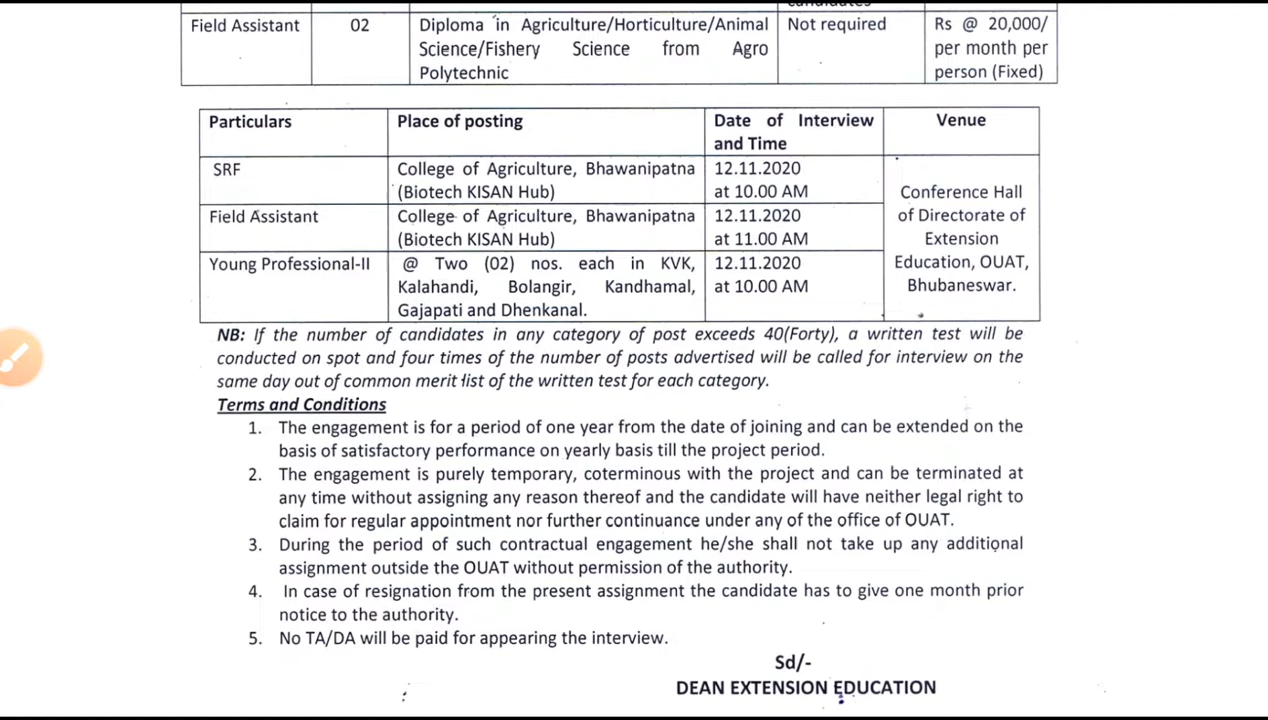 Field Assistant 02 Diploma in Agriculture/Horticulture/Animal Not required Rs @ 20,000/
Science/Fishery Science from Agro per month per
Polytechnic person (Fixed)
Particulars Place of posting Date of Interview Venue
and Time
SRF College of Agriculture, Bhawanipatna 12.11.2020
(Biotech KISAN Hub) at 10.00 AM Conference Hall
Field Assistant College of Agriculture, Bhawanipatna 12.11.2020 of Directorate of
(Biotech KISAN Hub) at 11.00 AM Extension
Young Professional-II @ Two (02) nos. each in KVK, 12.11.2020 Education, OUAT,
Kalahandi, Bolangir, Kandhamal, at 10.00 AM Bhubaneswar.
Gajapati and Dhenkanal.
NB: If the number of candidates in any category of post exceeds 40(Forty), a written test will be
conducted on spot and four times of the number of posts advertised will be called for interview on the
same day out of common merit list of the written test for each category.
Terms and Conditions
1. The engagement is for a period of one year from the date of joining and can be extended on the
basis of satisfactory performance on yearly basis till the project period.
2. The engagement is purely temporary, coterminous with the project and can be terminated at
any time without assigning any reason thereof and the candidate will have neither legal right to
claim for regular appointment nor further continuance under any of the office of OUAT.
3. During the period of such contractual engagement he/she shall not take up any additional
assignment outside the OUAT without permission of the authority.
4. In case of resignation from the present assignment the candidate has to give one month prior
notice to the authority.
5. No TA/DA will be paid for appearing the interview.
Sd/-
DEAN EXTENSION EDUCATION